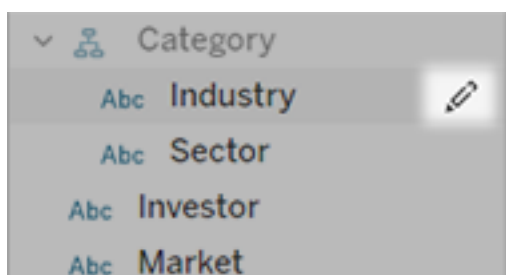 Category
Abc Industry
Abc Sector
Abc Investor
Abc Market